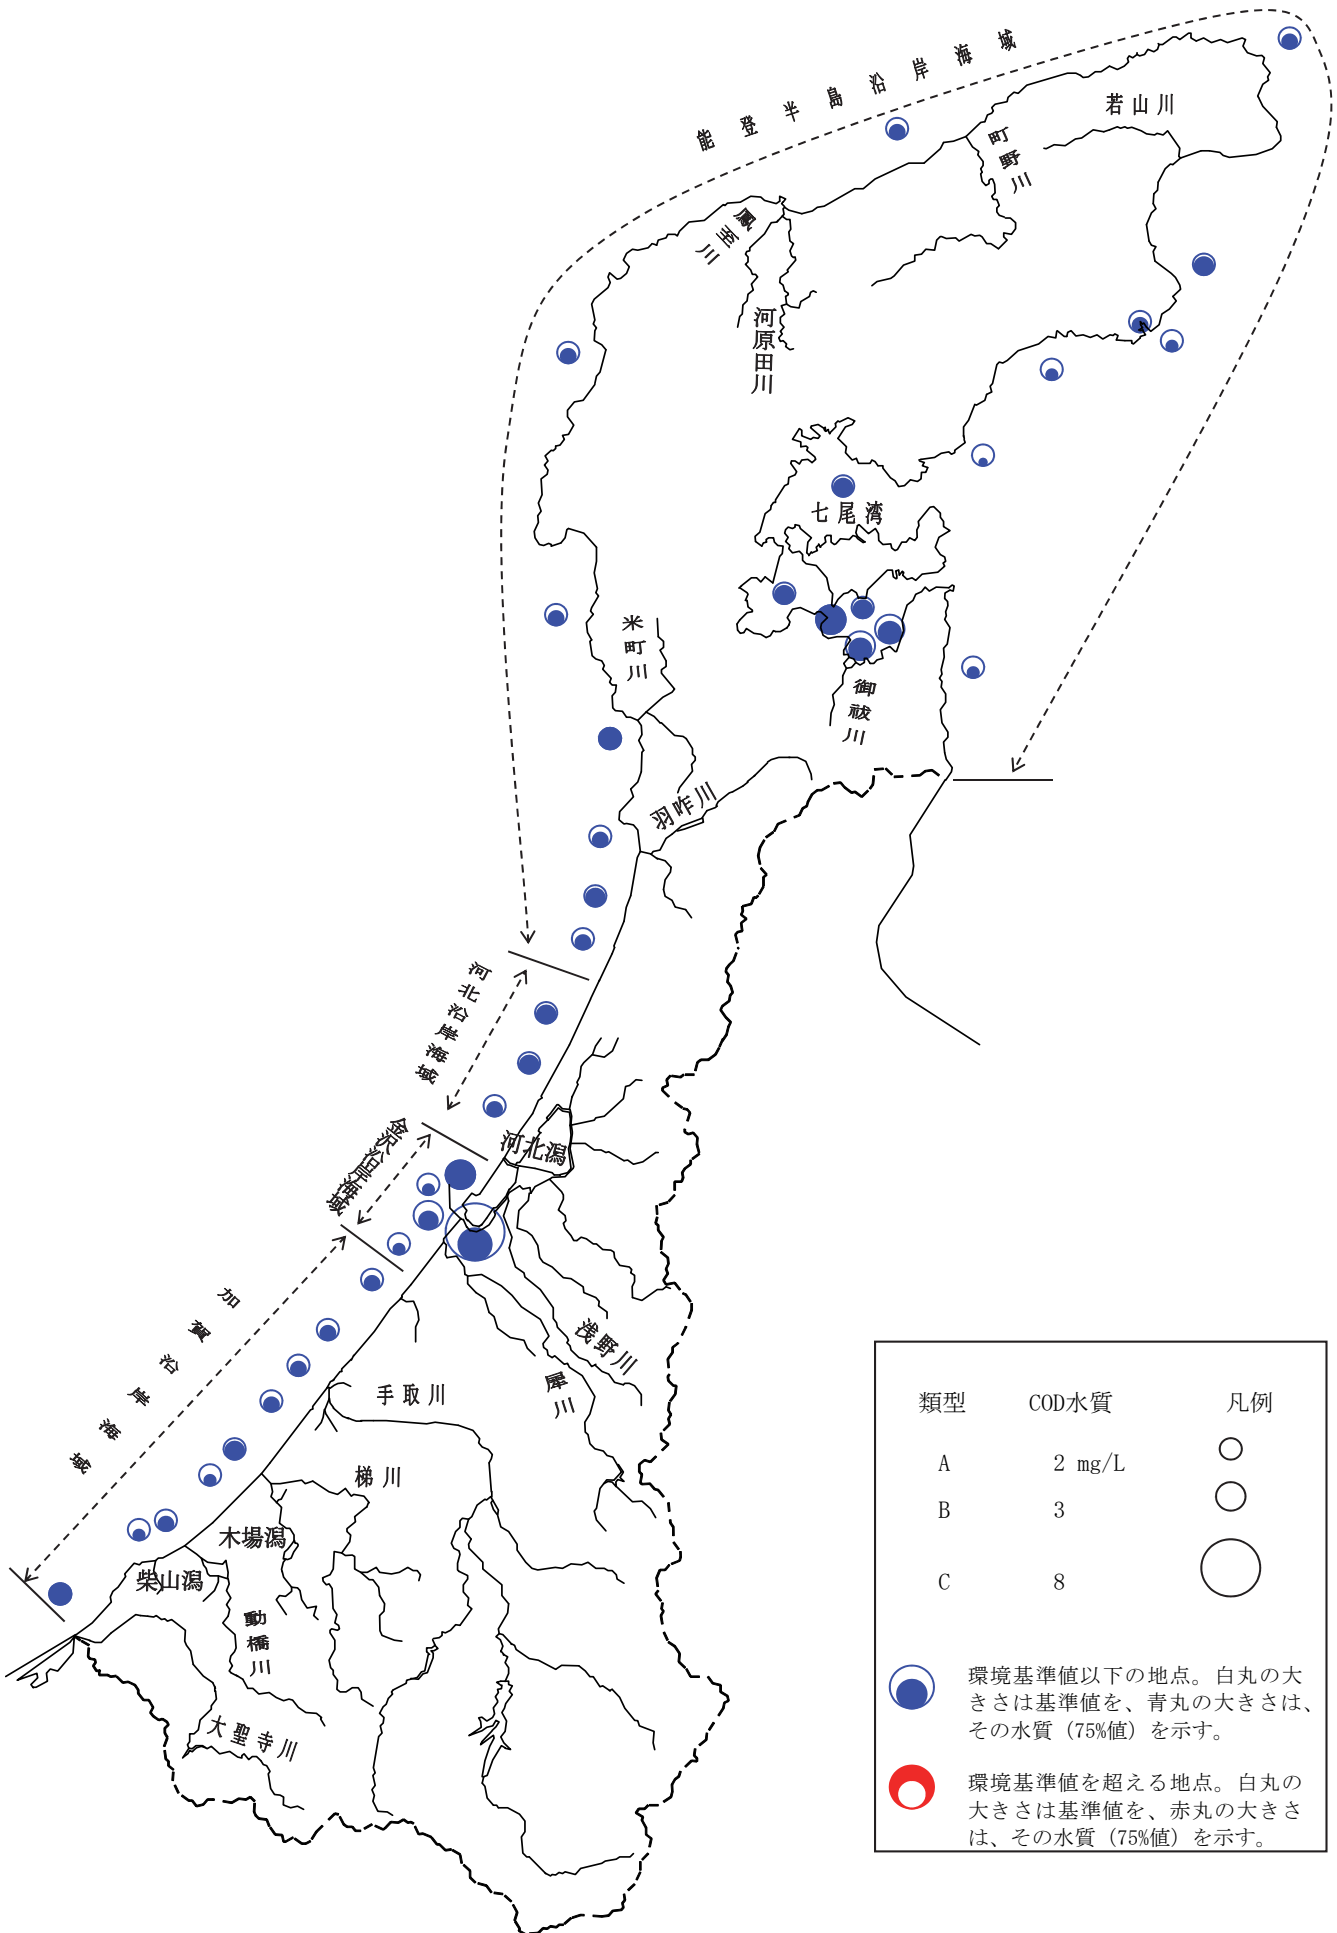 能登半島沿岸海域
若山川
町野川
鳳至川
河原田川
七尾湾
米町川
御祓川
羽咋川
河北沿岸海域
金沢沿岸海域
河北潟
加賀沿岸海域
浅野川
犀川
手取川
梯川
木場潟
柴山潟
動橋川
大聖寺川
類型 COD水質 凡例
A 2 mg/L
B 3
C 8
環境基準値以下の地点。白丸の大
きさは基準値を、青丸の大きさは、
その水質（75%値）を示す。
環境基準値を超える地点。白丸の
大きさは基準値を、赤丸の大きさ
は、その水質（75%値）を示す。